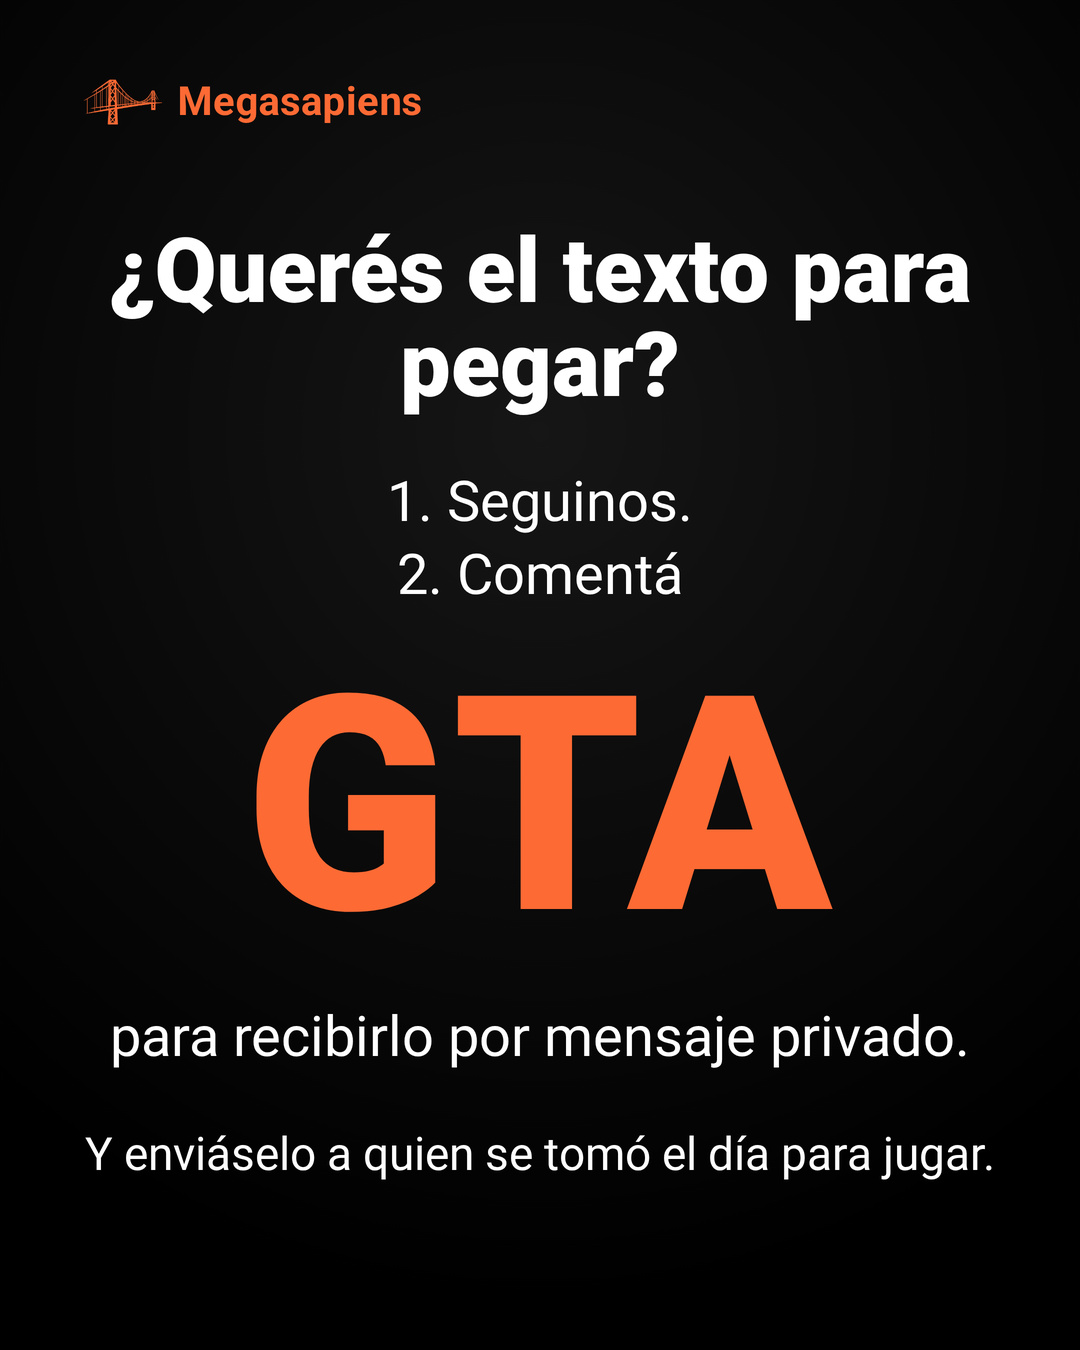 Megasapiens
¿Querés el texto para
pegar?
1. Seguinos.
2. Comentá
GTA
para recibirlo por mensaje privado.
Y enviáselo a quien se tomó el día para jugar.